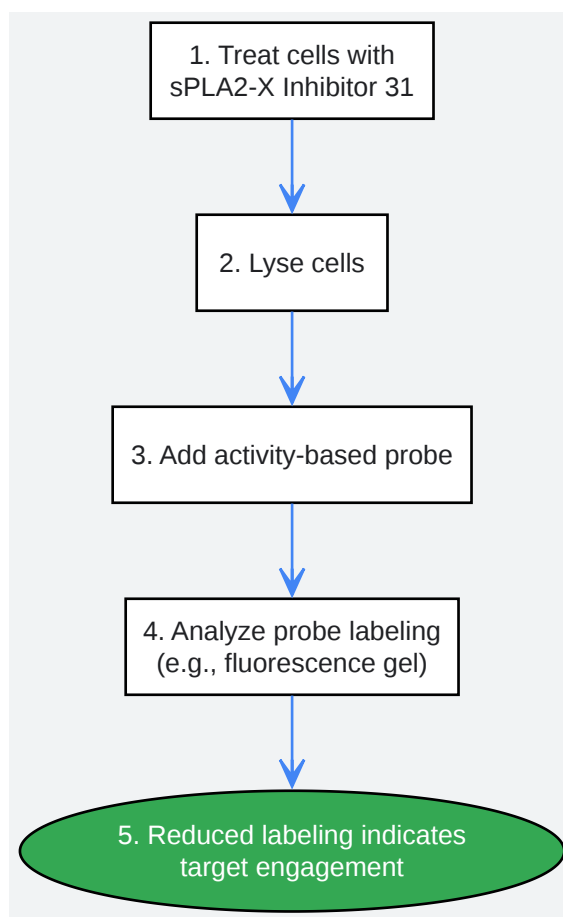 1. Treat cells with
sPLA2-X Inhibitor 31
2. Lyse cells
3. Add activity-based probe
4. Analyze probe labeling
(e.g., fluorescence gel)
5. Reduced labeling indicates
target engagement